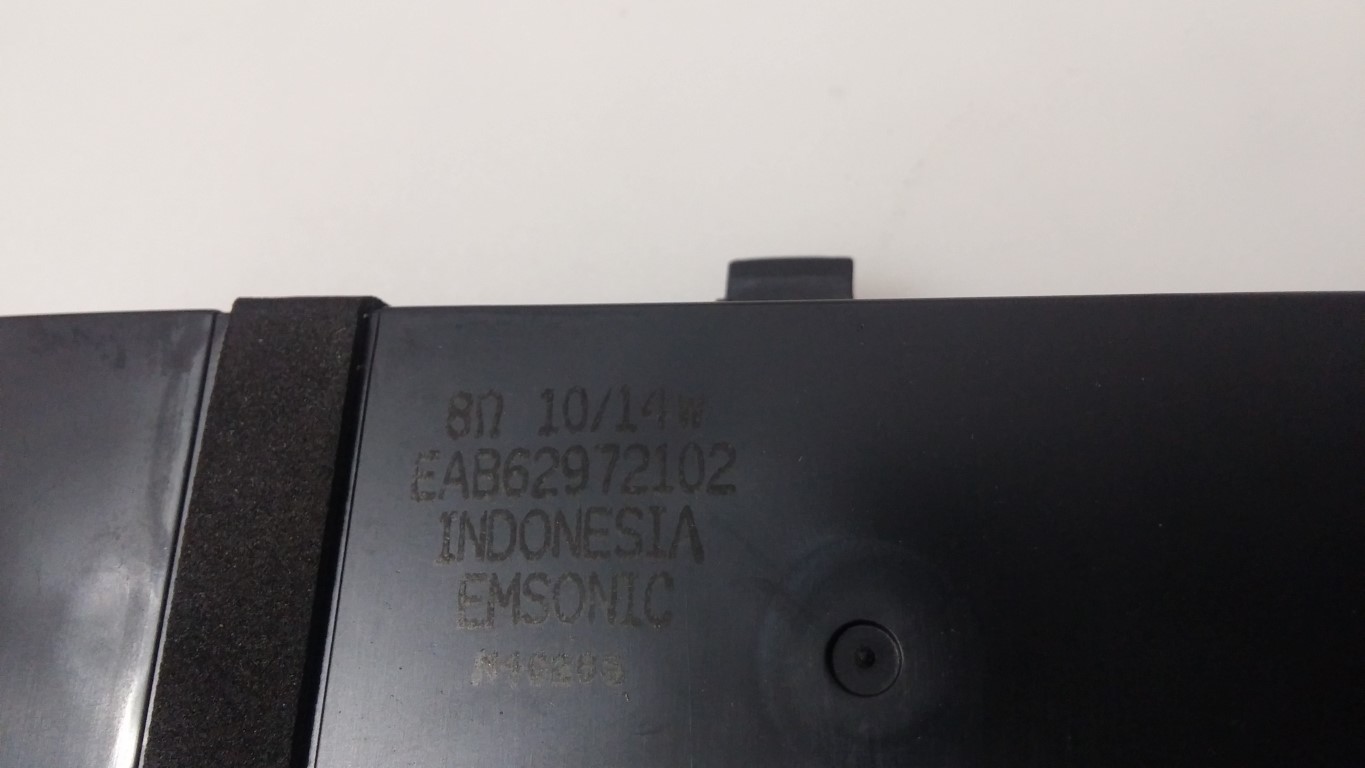 8Ω 10/14W
EAB62972102
INDONESIA
EMSONIC